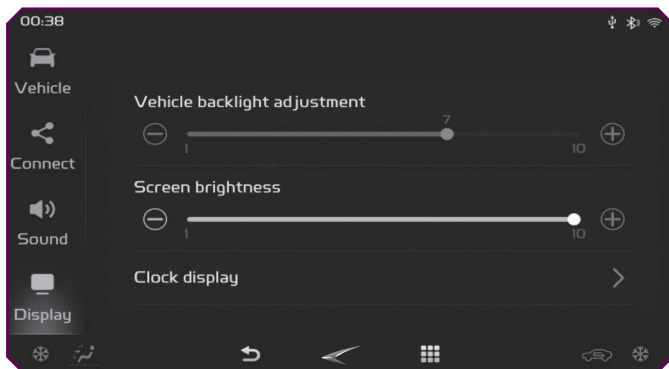 00:38
Vehicle
Connect
Sound
Display
Vehicle backlight adjustment
7
1
10
Screen brightness
1
10
Clock display